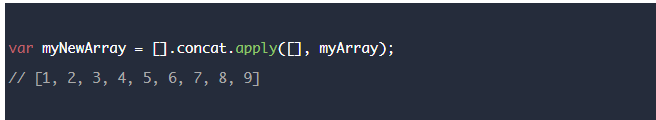 var myNewArray = [].concat.apply([], myArray);
// [1, 2, 3, 4, 5, 6, 7, 8, 9]